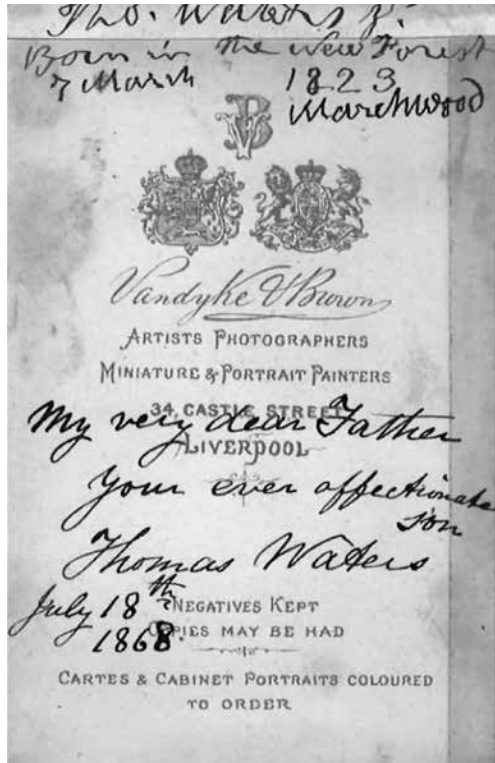 Tho. Waters
Born in the New Forest
7 March 1823
Marchwood
VB
Vandyke & Brown
ARTISTS PHOTOGRAPHERS
MINIATURE & PORTRAIT PAINTERS
34, CASTLE STREET
My very dear Father
LIVERPOOL
Your ever affectionate
son
Thomas Waters
July 18th
NEGATIVES KEPT
1868
COPIES MAY BE HAD
CARTES & CABINET PORTRAITS COLOURED
TO ORDER